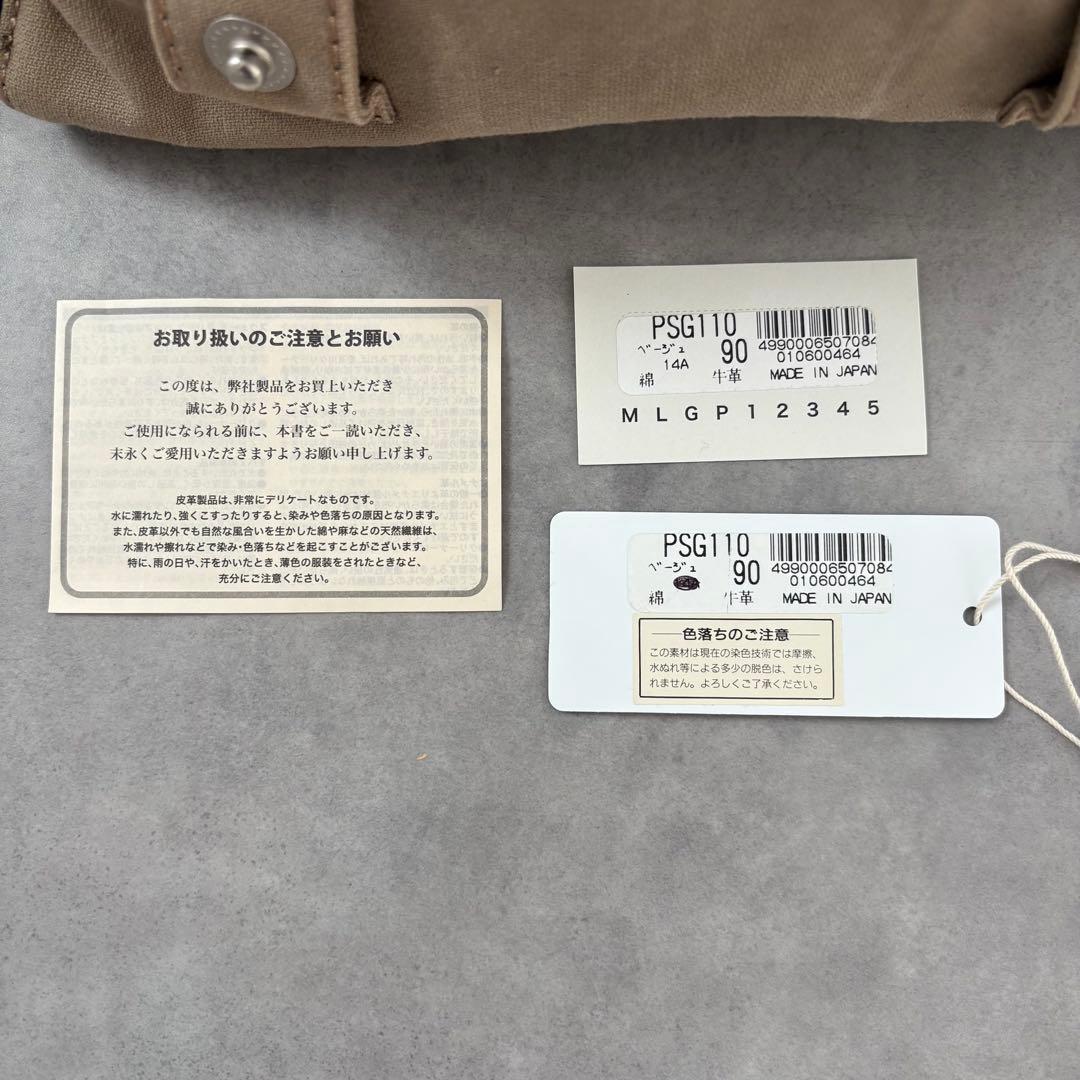 お取り扱いのご注意とお願い
この度は、弊社製品をお買上いただき
誠にありがとうございます。
ご使用になられる前に、本書をご一読いただき、
末永くご愛用いただきますようお願い申し上げます。
皮革製品は、非常にデリケートなものです。
水に濡れたり、強くこすったりすると、染みや色落ちの原因となります。
また、皮革以外でも自然な風合いを生かした綿や麻などの天然繊維は、
水濡れや擦れなどで染み・色落ちなどを起こすことがございます。
特に、雨の日や、汗をかいたとき、薄色の服装をされたときなど、
充分にご注意ください。
PSG110
ベージュ 90 4990006507084
14A 010600464
綿 牛革 MADE IN JAPAN
M L G P 1 2 3 4 5
PSG110
ベージュ 90 4990006507084
010600464
綿 牛革 MADE IN JAPAN
色落ちのご注意
この素材は現在の染色技術では摩擦、
水ぬれ等による多少の脱色は、さけら
れません。よろしくご了承ください。